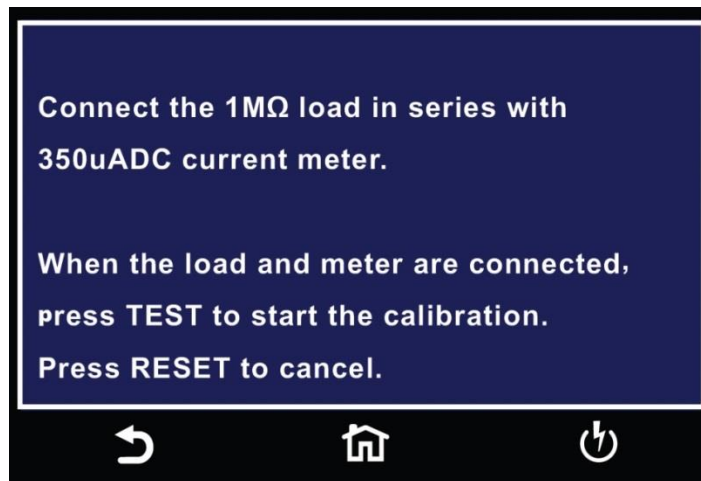 Connect the 1MΩ load in series with
350uADC current meter.
When the load and meter are connected,
press TEST to start the calibration.
Press RESET to cancel.